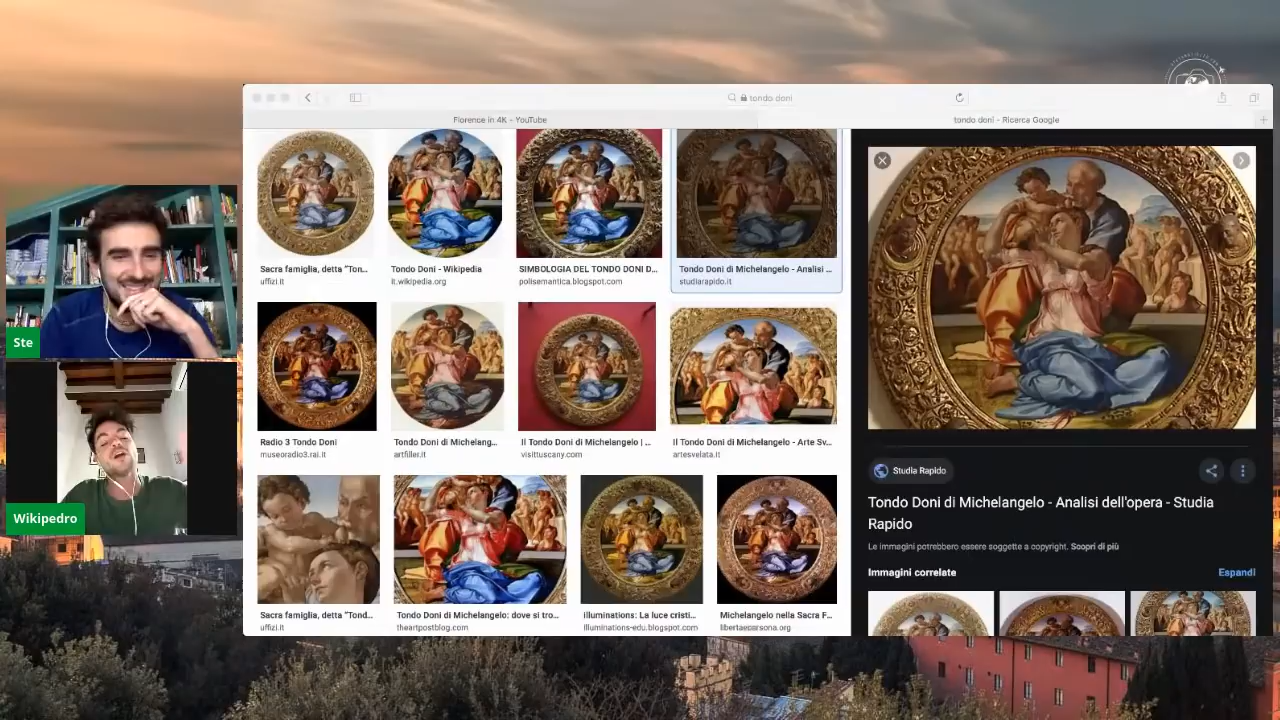 tondo doni
Florence in 4K - YouTube
tondo doni - Ricerca Google
Sacra famiglia, detta "Ton...
uffizi.it
Tondo Doni - Wikipedia
it.wikipedia.org
SIMBOLOGIA DEL TONDO DONI D...
polisemantica.blogspot.com
Tondo Doni di Michelangelo - Analisi ...
studiarapido.it
Radio 3 Tondo Doni
museoradio3.rai.it
Tondo Doni di Michelang...
artfiller.it
Il Tondo Doni di Michelangelo | ...
visittuscany.com
Il Tondo Doni di Michelangelo - Arte Sv...
artesvelata.it
Sacra famiglia, detta "Tond...
uffizi.it
Tondo Doni di Michelangelo: dove si tro...
theartpostblog.com
illuminations: La luce cristi...
illuminations-edu.blogspot.com
Michelangelo nella Sacra F...
libertaepersona.org
Studia Rapido
Tondo Doni di Michelangelo - Analisi dell'opera - Studia
Rapido
Le immagini potrebbero essere soggette a copyright. Scopri di più
Immagini correlate
Espandi
Ste
Wikipedro